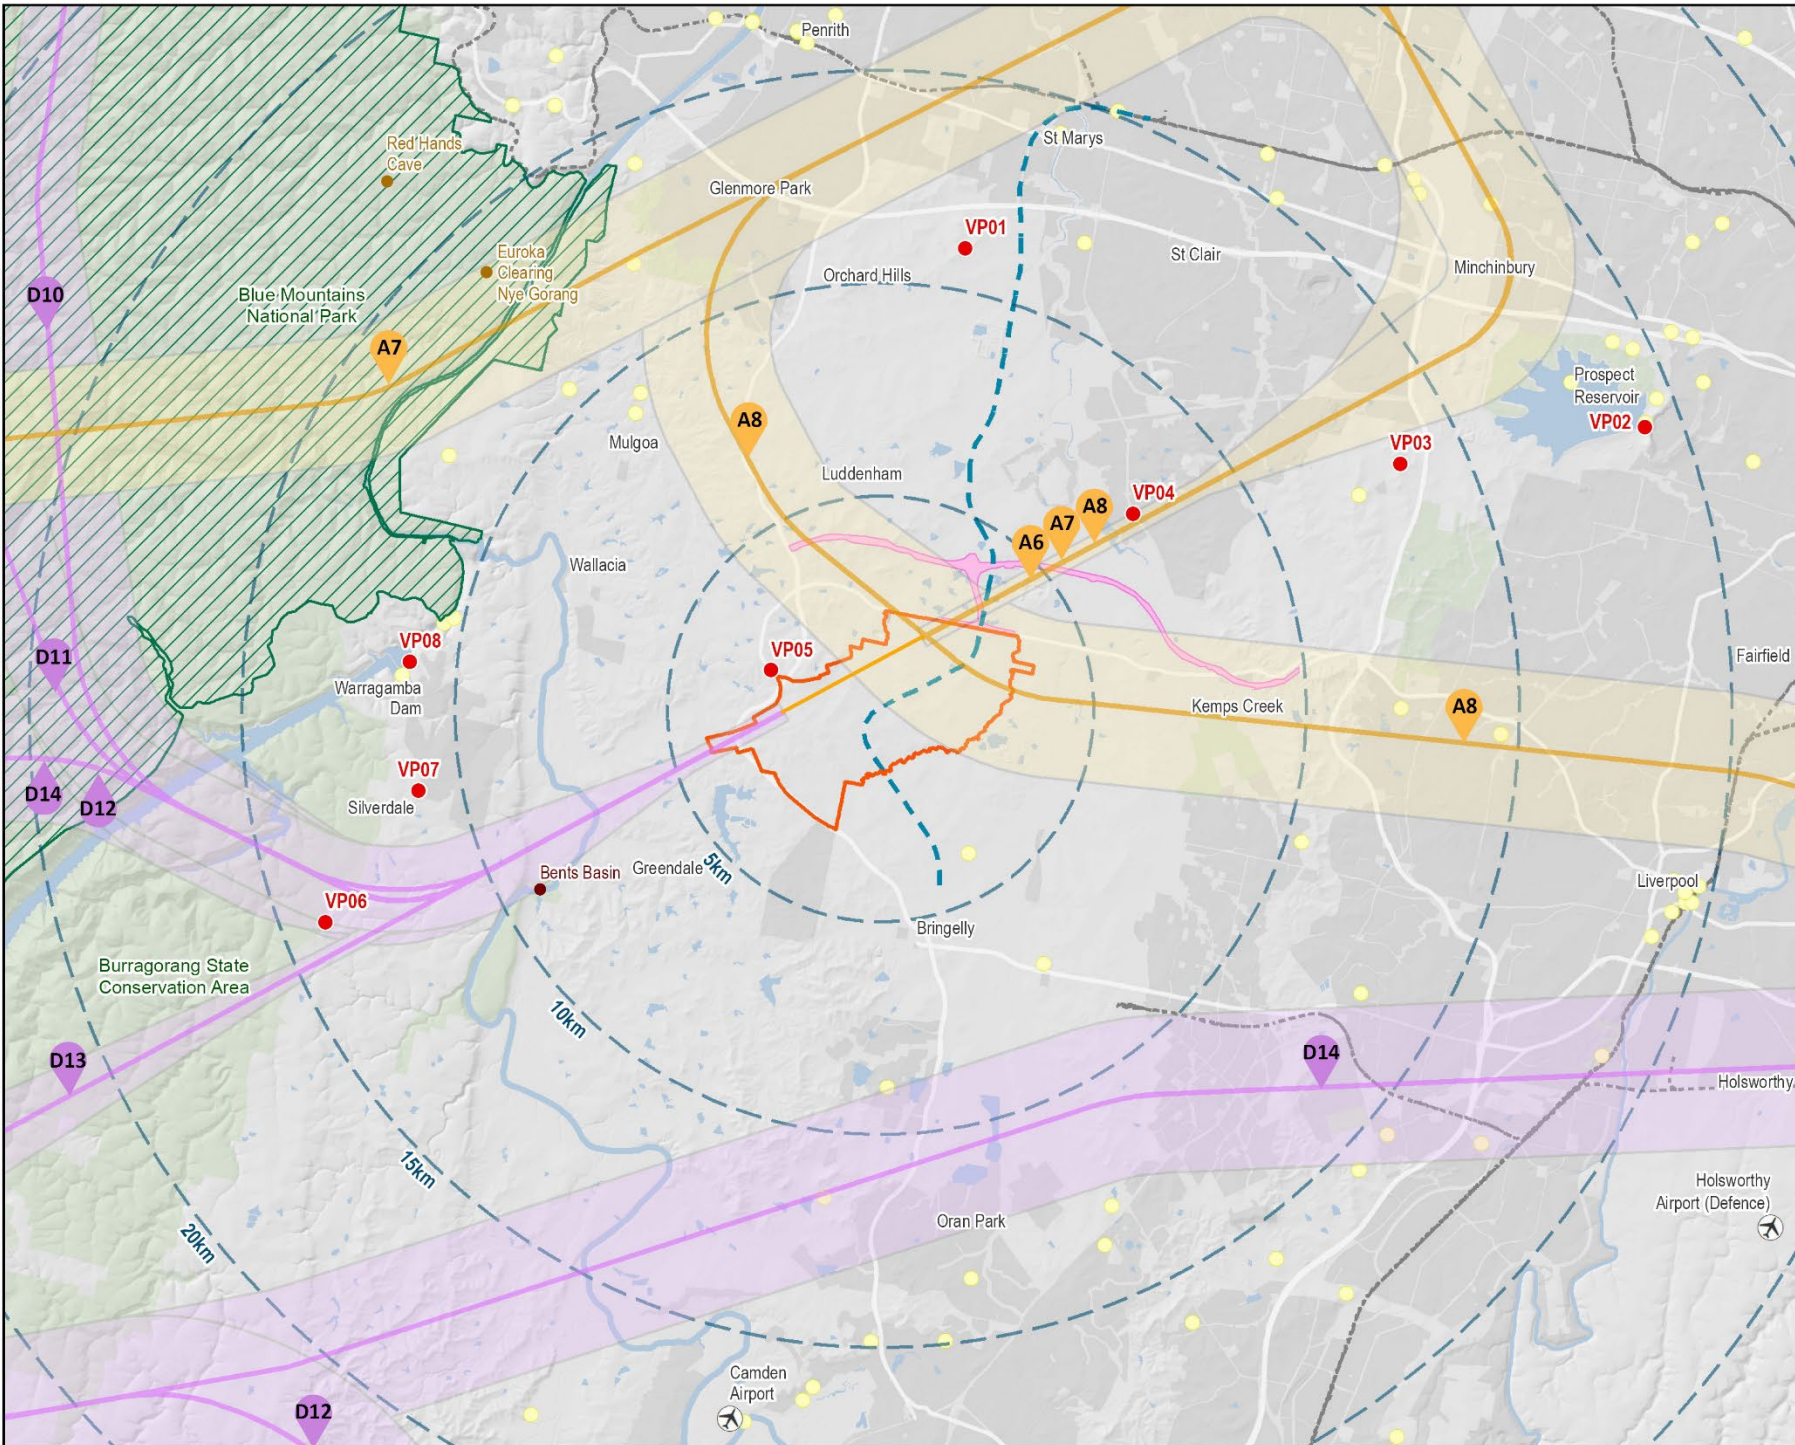 Penrith
Red Hands
Cave
St Marys
Glenmore Park
VP01
Euroka
Clearing
Nye Gorang
Orchard Hills
St Clair
Minchinbury
D10
Blue Mountains
National Park
A7
Prospect
Reservoir
VP02
A8
Mulgoa
VP03
Luddenham
VP04
A8
A7
A6
Wallacia
VP08
VP05
D11
Fairfield
Warragamba
Dam
Kemps Creek
A8
VP07
D14
D12
Silverdale
Bents Basin
Greendale
5km
Liverpool
VP06
Bringelly
Burragorang State
Conservation Area
10km
D13
D14
Holsworthy
15km
Holsworthy
Airport (Defence)
Oran Park
20km
Camden
Airport
D12